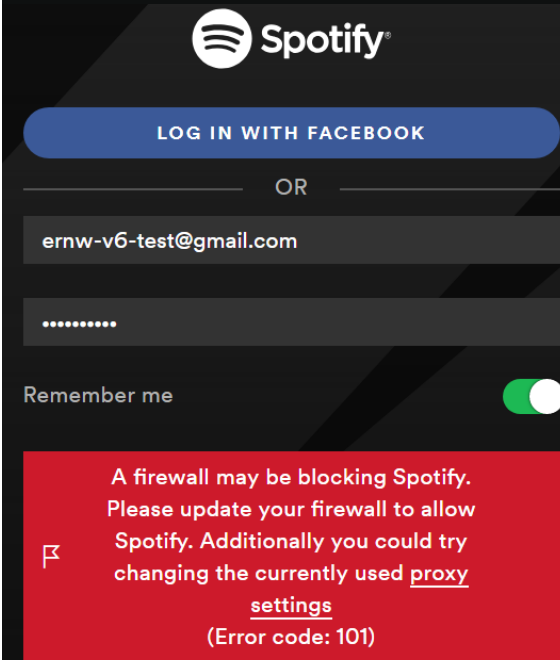 Spotify®
LOG IN WITH FACEBOOK
OR
ernw-v6-test@gmail.com
••••••••••
Remember me
A firewall may be blocking Spotify.
Please update your firewall to allow
Spotify. Additionally you could try
changing the currently used proxy
settings
(Error code: 101)